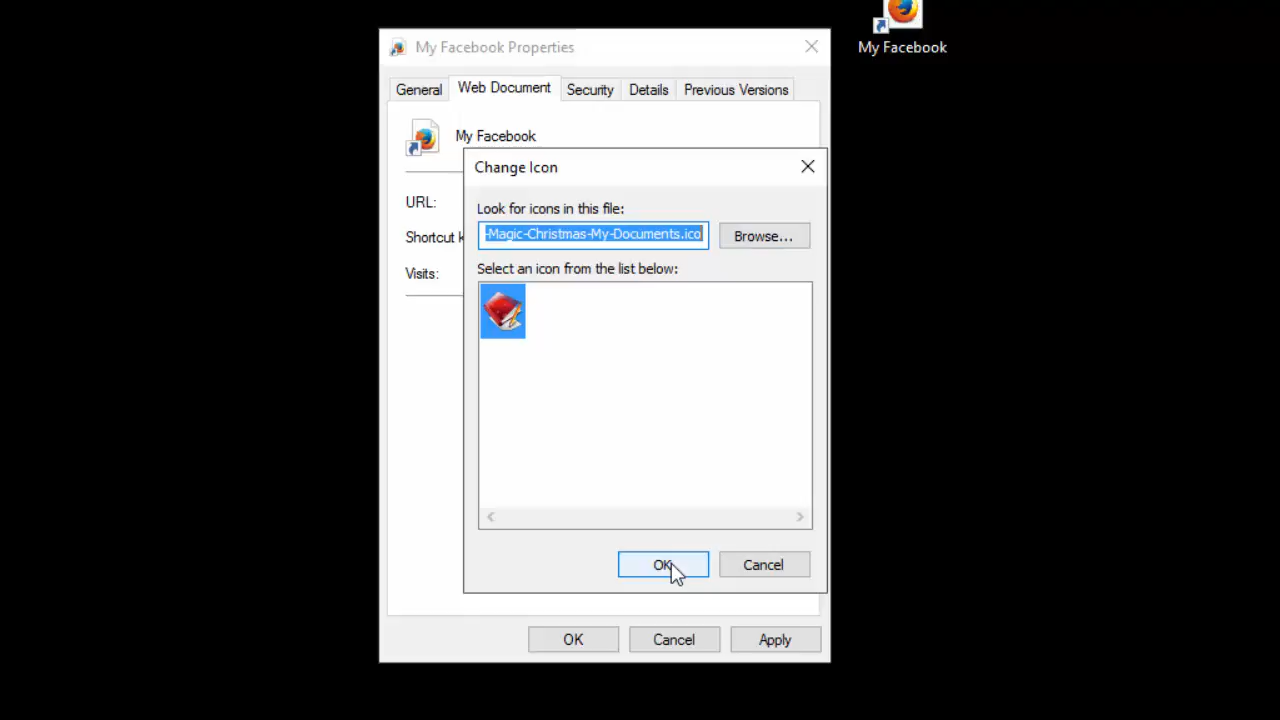 My Facebook Properties
My Facebook
General
Web Document
Security
Details
Previous Versions
My Facebook
Change Icon
URL:
Look for icons in this file:
-Magic-Christmas-My-Documents.ico
Browse...
Shortcut k
Select an icon from the list below:
Visits:
OK
Cancel
OK
Cancel
Apply